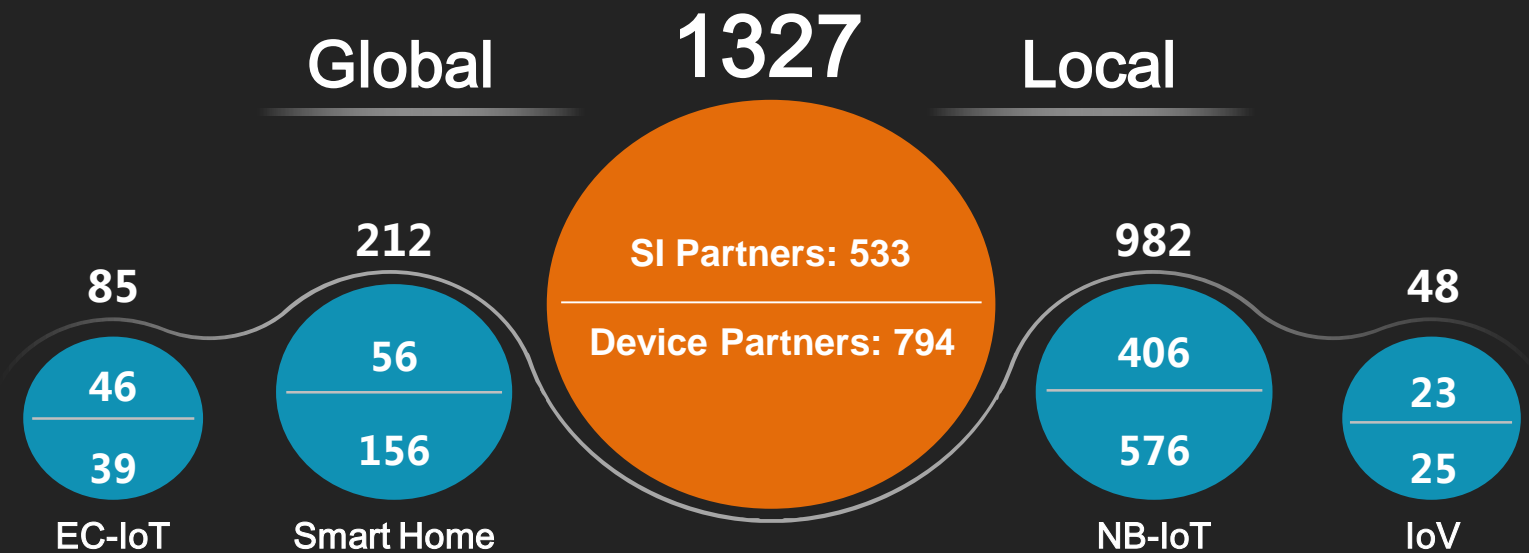 Global
1327
Local
SI Partners: 533
Device Partners: 794
85
46
39
EC-IoT
212
56
156
Smart Home
982
406
576
NB-IoT
48
23
25
IoV